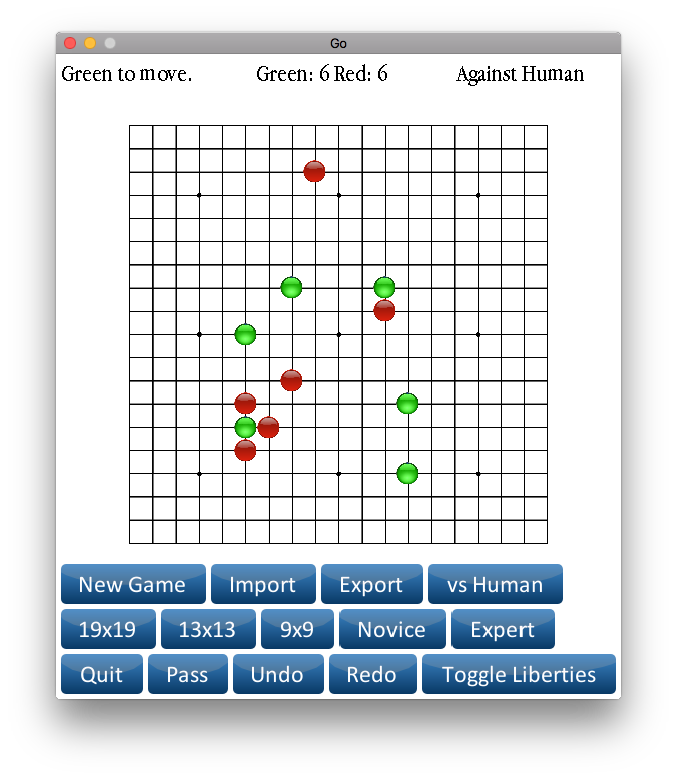 Go
Green to move. Green: 6 Red: 6 Against Human
New Game Import Export vs Human
19x19 13x13 9x9 Novice Expert
Quit Pass Undo Redo Toggle Liberties